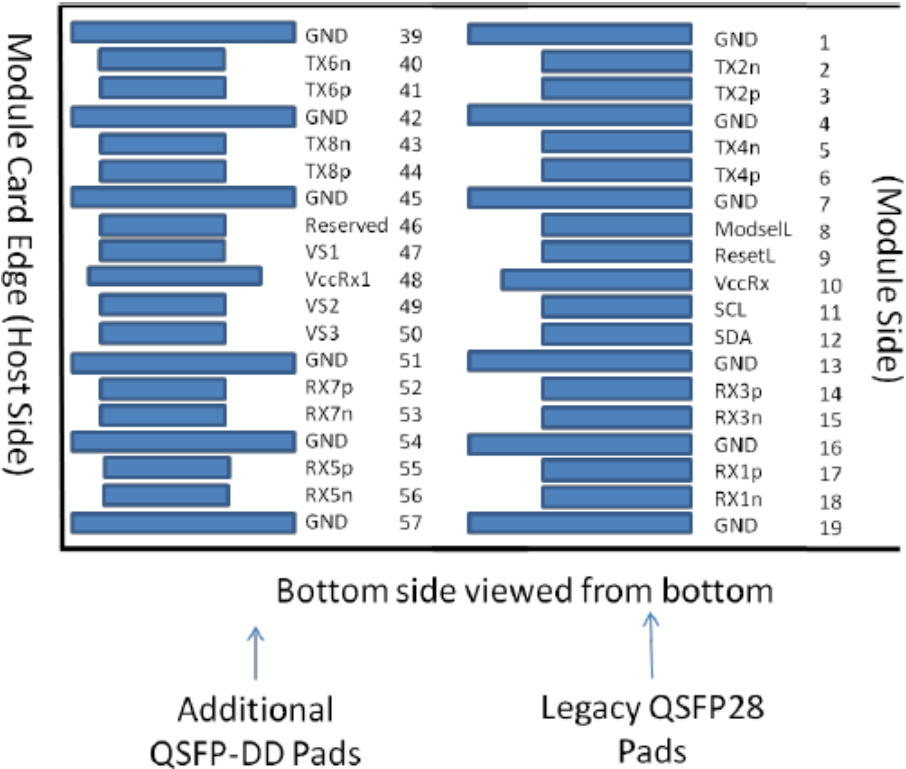 Module Card Edge (Host Side)
GND 39 GND 1
TX6n 40 TX2n 2
TX6p 41 TX2p 3
GND 42 GND 4
TX8n 43 TX4n 5
TX8p 44 TX4p 6
GND 45 GND 7
Reserved 46 ModselL 8
VS1 47 ResetL 9
VccRx1 48 VccRx 10
VS2 49 SCL 11
VS3 50 SDA 12
GND 51 GND 13
RX7p 52 RX3p 14
RX7n 53 RX3n 15
GND 54 GND 16
RX5p 55 RX1p 17
RX5n 56 RX1n 18
GND 57 GND 19
(Module Side)
Bottom side viewed from bottom
Additional
QSFP-DD Pads
Legacy QSFP28
Pads